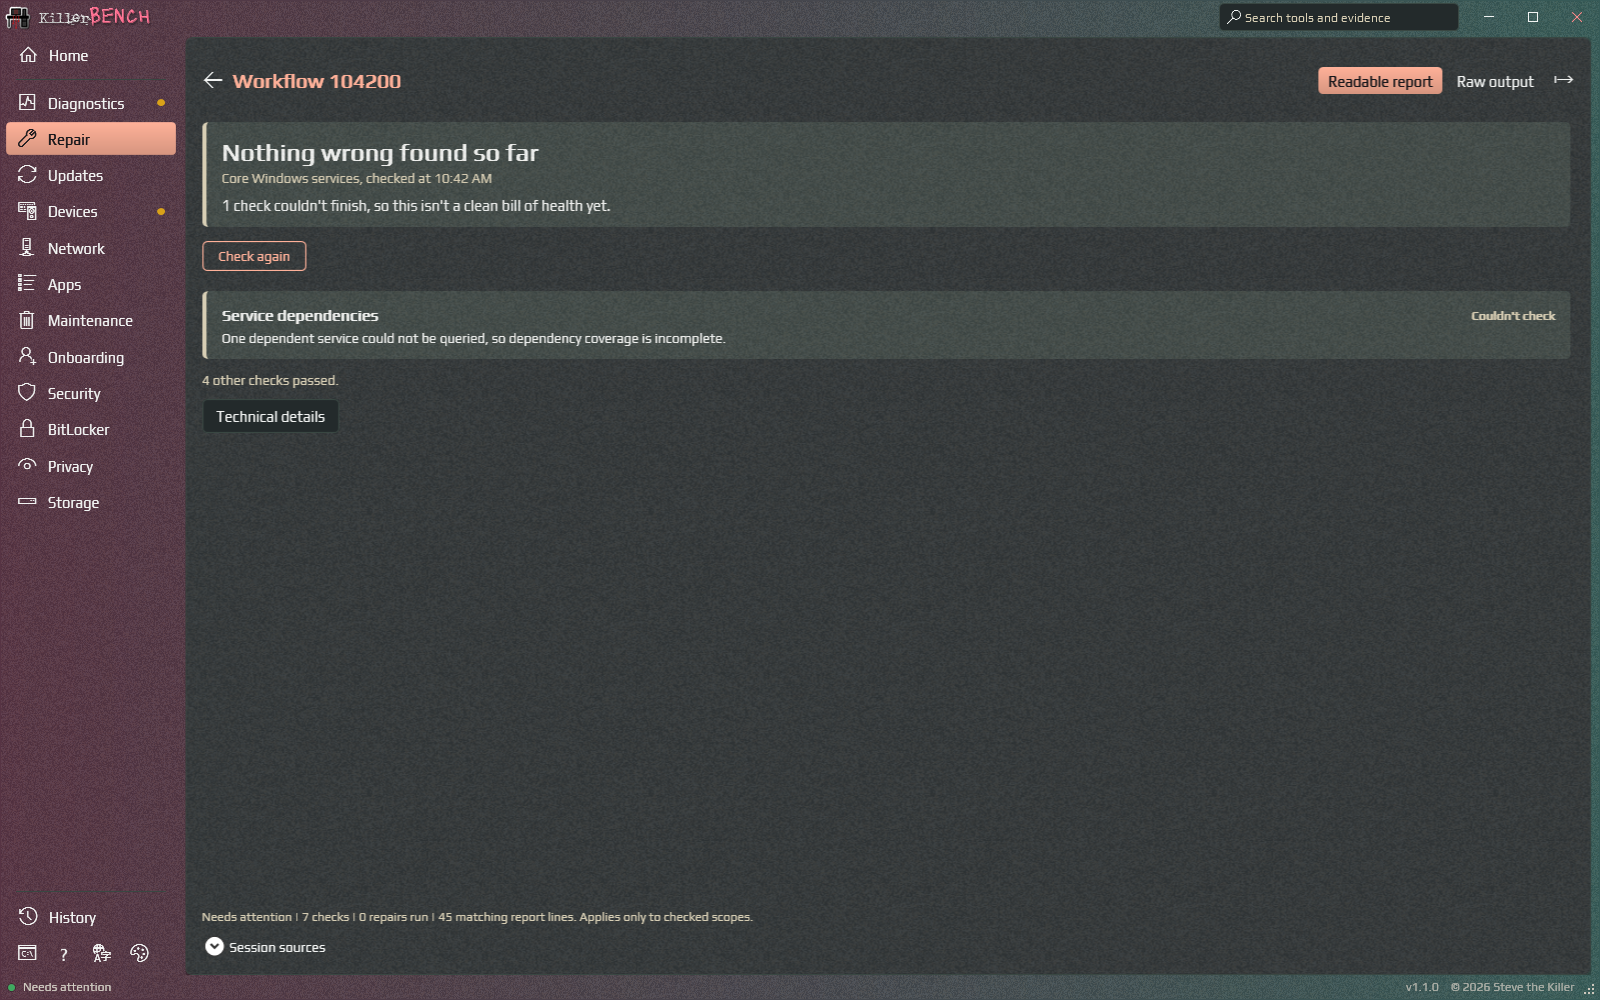 KillerBENCH
Search tools and evidence
Home
Diagnostics
Repair
Updates
Devices
Network
Apps
Maintenance
Onboarding
Security
BitLocker
Privacy
Storage
History
?
Needs attention
Workflow 104200
Readable report
Raw output
Nothing wrong found so far
Core Windows services, checked at 10:42 AM
1 check couldn't finish, so this isn't a clean bill of health yet.
Check again
Service dependencies
Couldn't check
One dependent service could not be queried, so dependency coverage is incomplete.
4 other checks passed.
Technical details
Needs attention | 7 checks | 0 repairs run | 45 matching report lines. Applies only to checked scopes.
Session sources
v1.1.0
© 2026 Steve the Killer